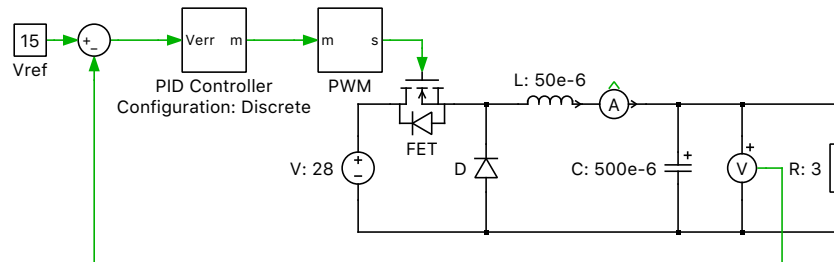 15
Vref
+
−
Verr
m
PID Controller
Configuration: Discrete
m
s
PWM
FET
V: 28
+
−
D
L: 50e-6
A
C: 500e-6
+
V
+
R: 3